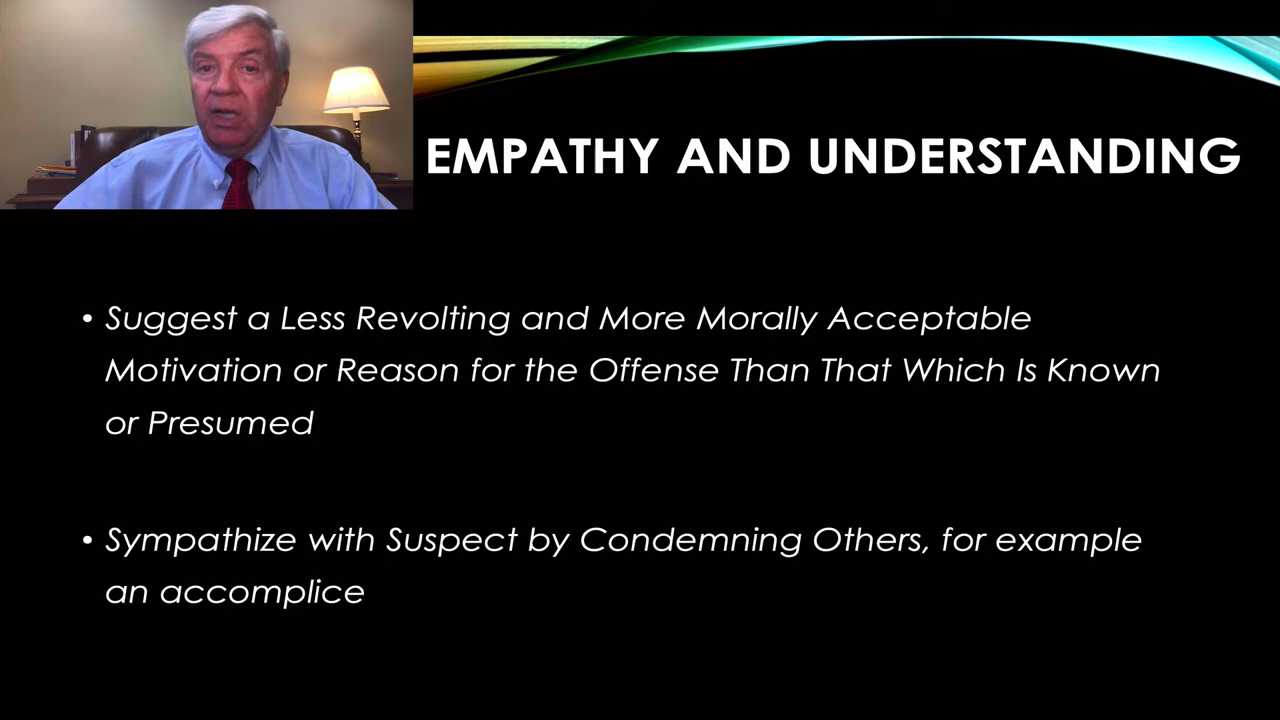 EMPATHY AND UNDERSTANDING
• Suggest a Less Revolting and More Morally Acceptable
Motivation or Reason for the Offense Than That Which Is Known
or Presumed
• Sympathize with Suspect by Condemning Others, for example
an accomplice